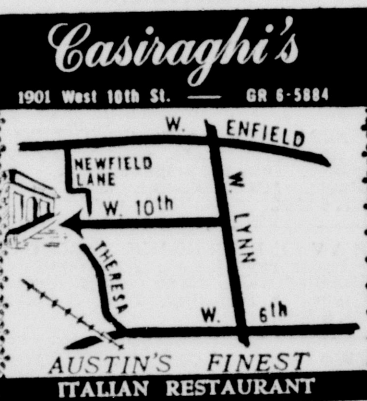 Casiraghi's
1901 West 10th St. — GR 6-5884
W. ENFIELD
NEWFIELD
LANE
W. 10th
W. LYNN
THERESA
W. 6th
AUSTIN'S FINEST
ITALIAN RESTAURANT